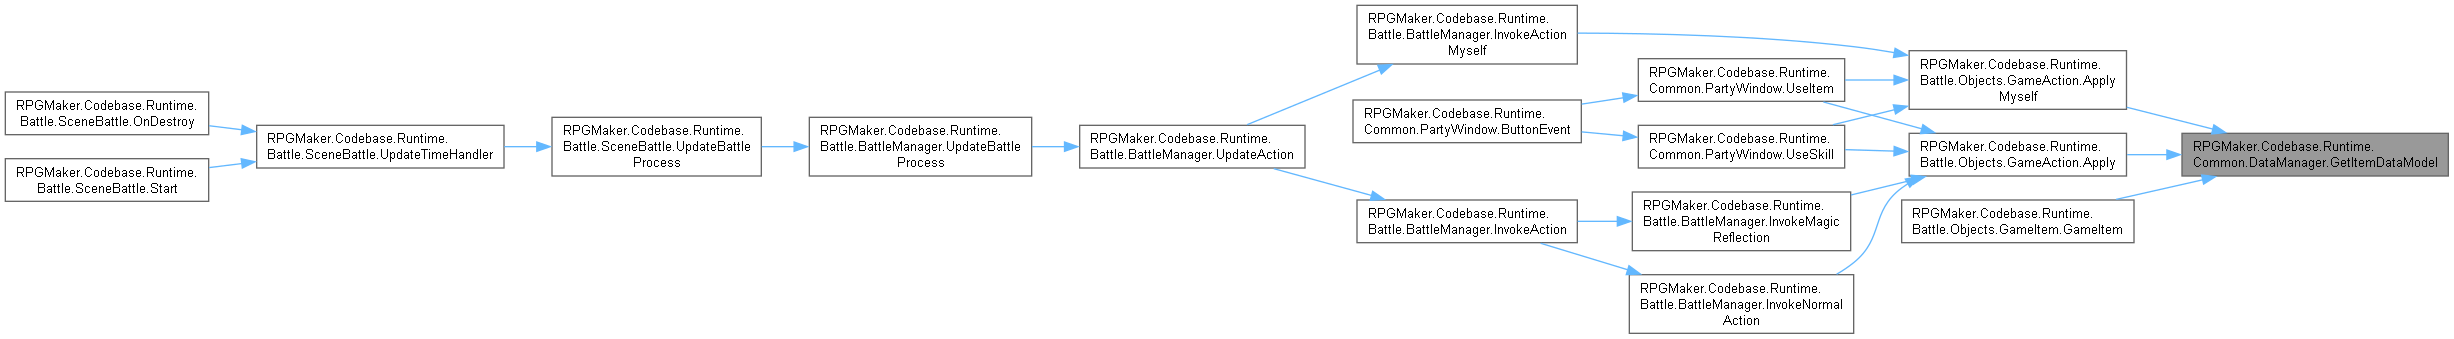 RPGMaker.Codebase.Runtime.
Battle.SceneBattle.OnDestroy
RPGMaker.Codebase.Runtime.
Battle.SceneBattle.Start
RPGMaker.Codebase.Runtime.
Battle.SceneBattle.UpdateTimeHandler
RPGMaker.Codebase.Runtime.
Battle.SceneBattle.UpdateBattle
Process
RPGMaker.Codebase.Runtime.
Battle.BattleManager.UpdateBattle
Process
RPGMaker.Codebase.Runtime.
Battle.BattleManager.UpdateAction
RPGMaker.Codebase.Runtime.
Battle.BattleManager.InvokeAction
Myself
RPGMaker.Codebase.Runtime.
Common.PartyWindow.ButtonEvent
RPGMaker.Codebase.Runtime.
Battle.BattleManager.InvokeAction
RPGMaker.Codebase.Runtime.
Common.PartyWindow.UseItem
RPGMaker.Codebase.Runtime.
Common.PartyWindow.UseSkill
RPGMaker.Codebase.Runtime.
Battle.BattleManager.InvokeMagic
Reflection
RPGMaker.Codebase.Runtime.
Battle.BattleManager.InvokeNormal
Action
RPGMaker.Codebase.Runtime.
Battle.Objects.GameAction.Apply
Myself
RPGMaker.Codebase.Runtime.
Battle.Objects.GameAction.Apply
RPGMaker.Codebase.Runtime.
Battle.Objects.GameItem.GameItem
RPGMaker.Codebase.Runtime.
Common.DataManager.GetItemDataModel